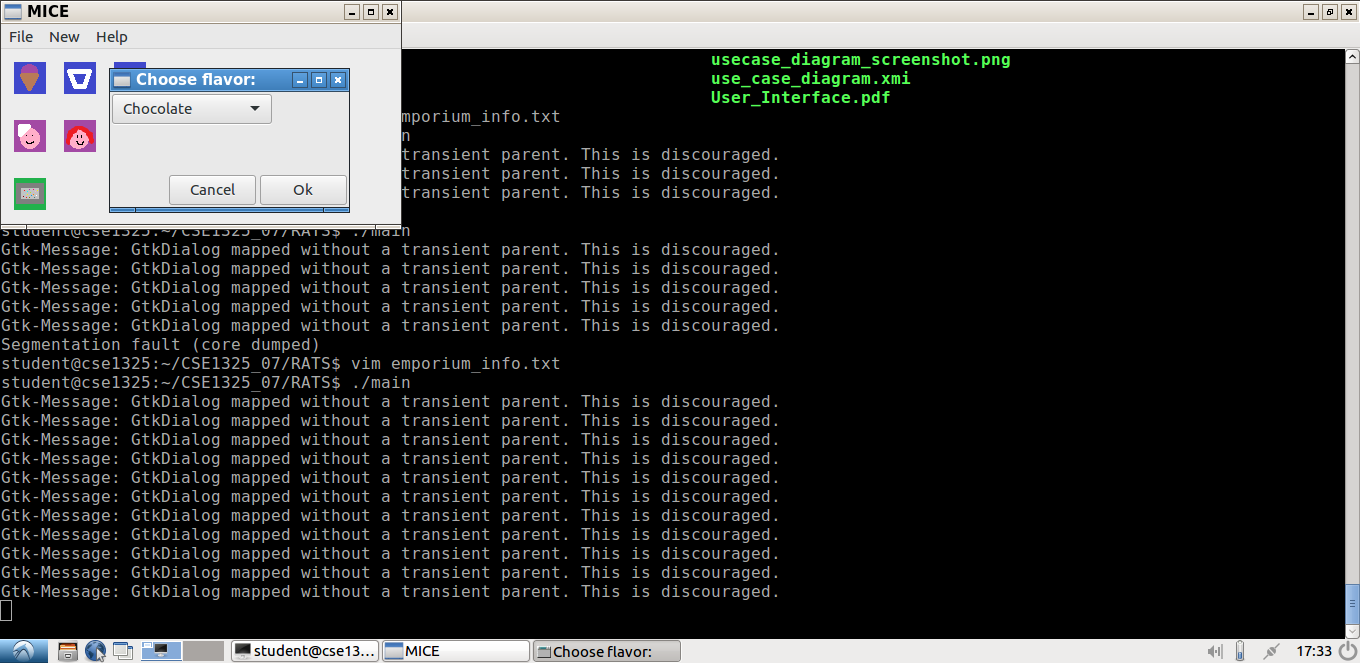 MICE
File New Help
Choose flavor:
Chocolate
Cancel Ok
usecase_diagram_screenshot.png
use_case_diagram.xmi
User_Interface.pdf
mporium_info.txt
n
transient parent. This is discouraged.
transient parent. This is discouraged.
transient parent. This is discouraged.
student@cse1325:~/CSE1325_07/RATS$ ./main
Gtk-Message: GtkDialog mapped without a transient parent. This is discouraged.
Gtk-Message: GtkDialog mapped without a transient parent. This is discouraged.
Gtk-Message: GtkDialog mapped without a transient parent. This is discouraged.
Gtk-Message: GtkDialog mapped without a transient parent. This is discouraged.
Gtk-Message: GtkDialog mapped without a transient parent. This is discouraged.
Segmentation fault (core dumped)
student@cse1325:~/CSE1325_07/RATS$ vim emporium_info.txt
student@cse1325:~/CSE1325_07/RATS$ ./main
Gtk-Message: GtkDialog mapped without a transient parent. This is discouraged.
Gtk-Message: GtkDialog mapped without a transient parent. This is discouraged.
Gtk-Message: GtkDialog mapped without a transient parent. This is discouraged.
Gtk-Message: GtkDialog mapped without a transient parent. This is discouraged.
Gtk-Message: GtkDialog mapped without a transient parent. This is discouraged.
Gtk-Message: GtkDialog mapped without a transient parent. This is discouraged.
Gtk-Message: GtkDialog mapped without a transient parent. This is discouraged.
Gtk-Message: GtkDialog mapped without a transient parent. This is discouraged.
Gtk-Message: GtkDialog mapped without a transient parent. This is discouraged.
Gtk-Message: GtkDialog mapped without a transient parent. This is discouraged.
Gtk-Message: GtkDialog mapped without a transient parent. This is discouraged.
student@cse13... MICE Choose flavor: 17:33